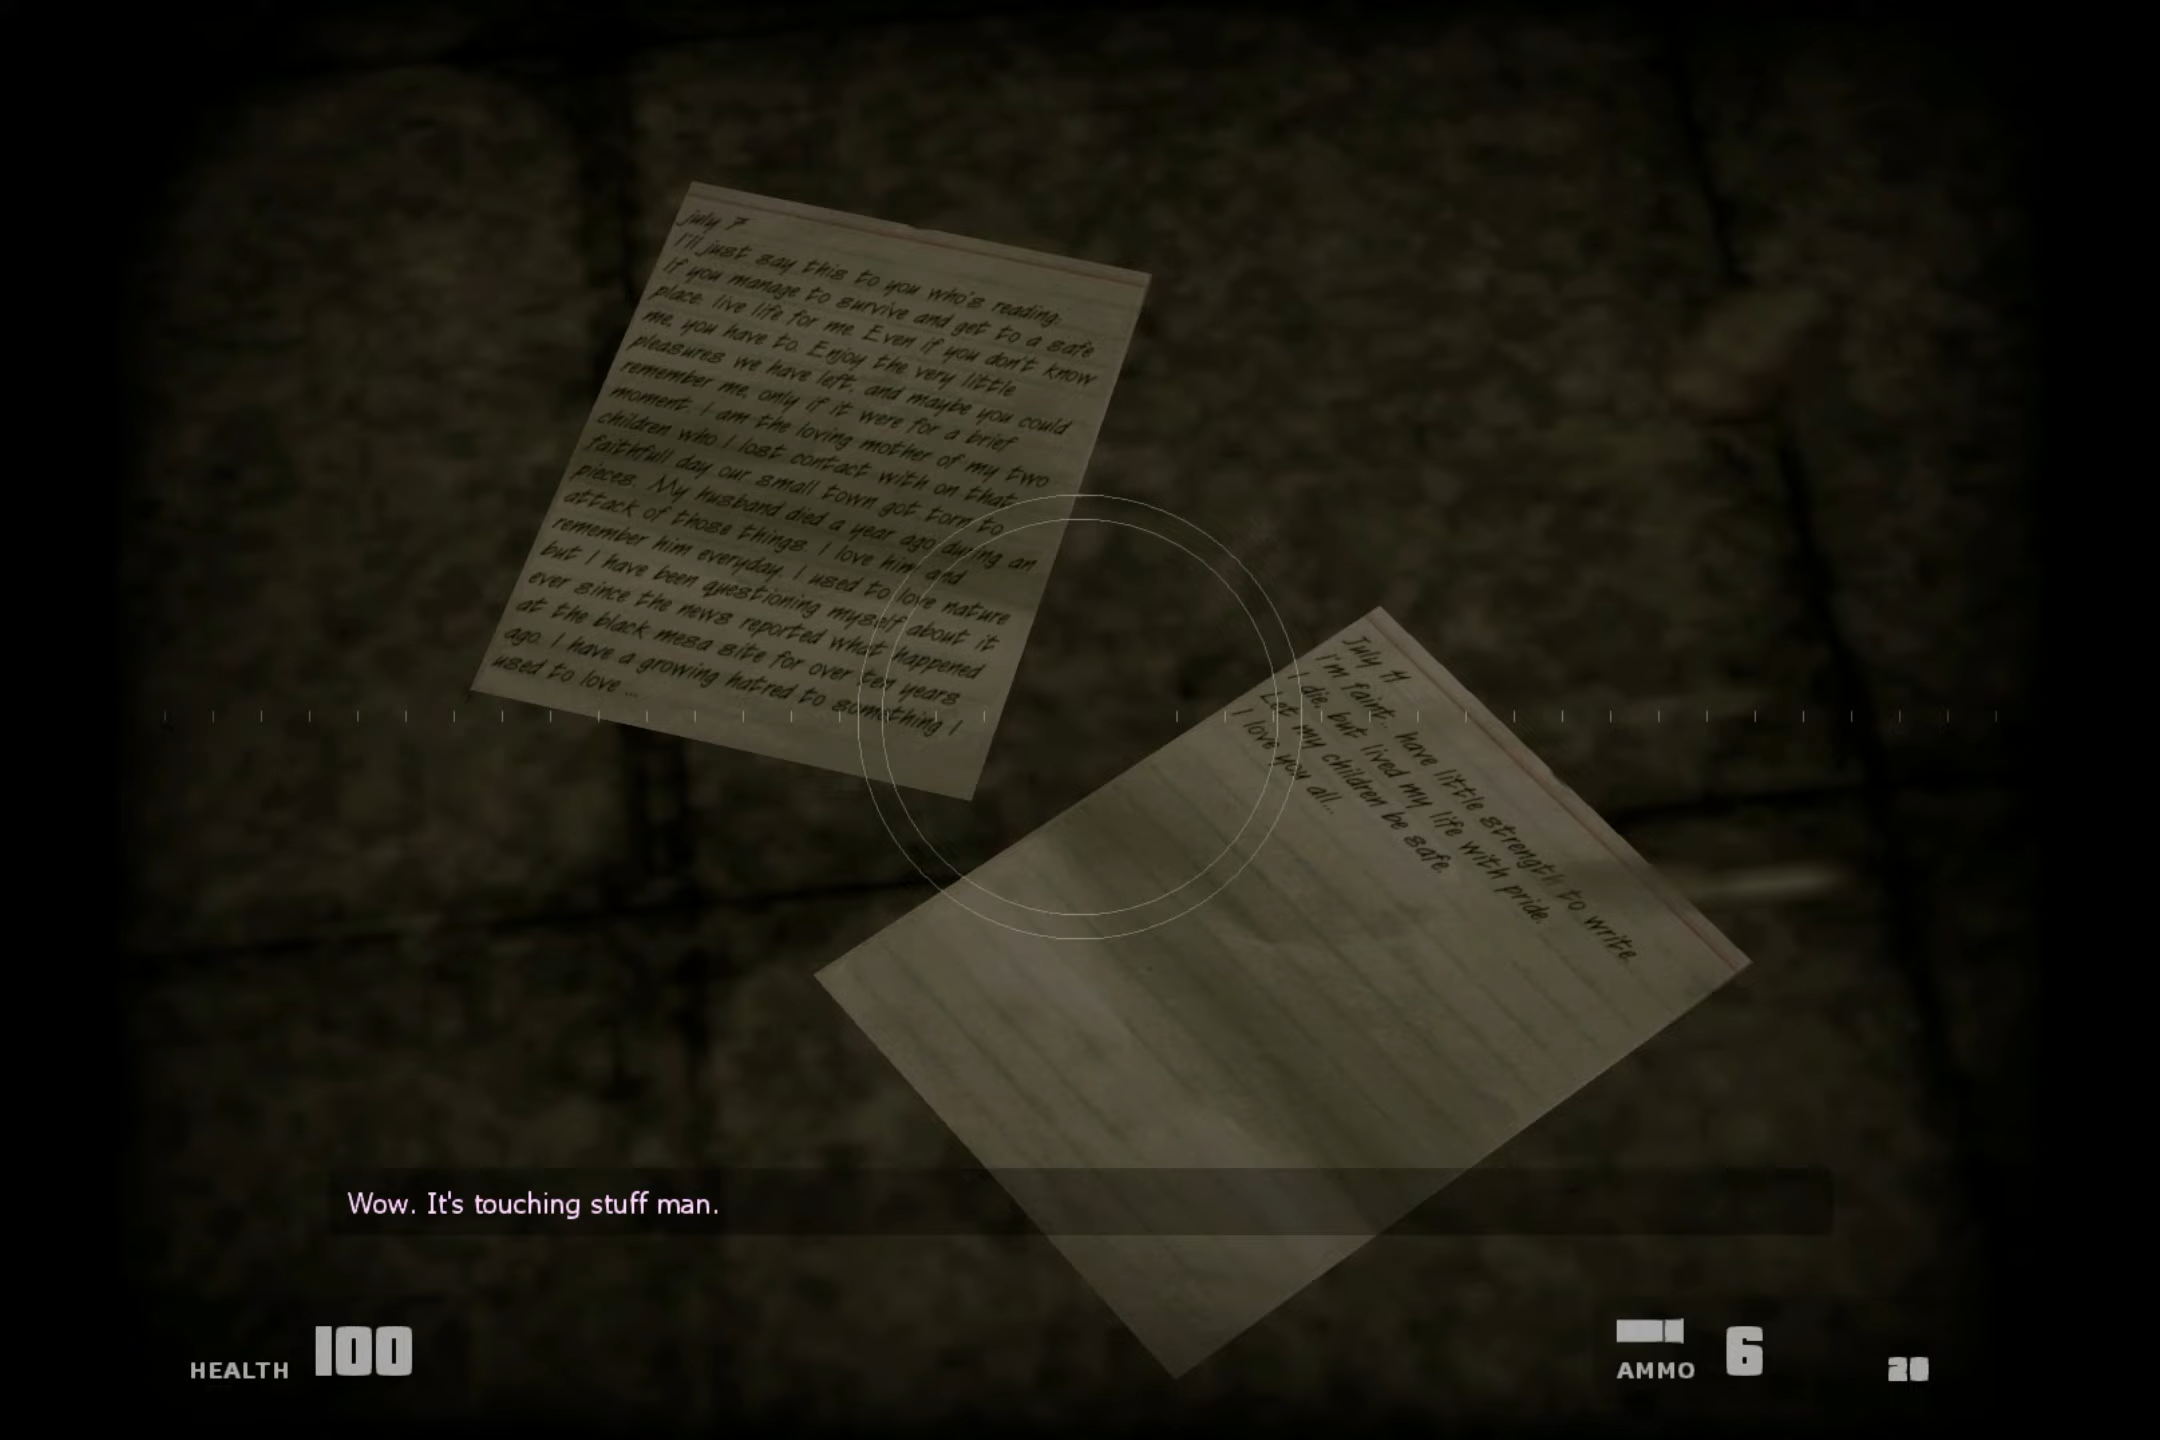 july 7
I'll just say this to you who's reading:
If you manage to survive and get to a safe
place. live life for me. Even if you don't know
me, you have to. Enjoy the very little
pleasures we have left, and maybe you could
remember me, only if it were for a brief
moment. I am the loving mother of my two
children who I lost contact with on that
faithfull day our small town got torn to
pieces. My husband died a year ago during an
attack of those things. I love him and
remember him everyday. I used to love nature
but I have been questioning myself about it
ever since the news reported what happened
at the black mesa site for over ten years
ago. I have a growing hatred to something I
used to love ...
July 11
I'm faint... have little strength to write.
I die, but lived my life with pride.
Let my children be safe.
I love you all...
Wow. It's touching stuff man.
HEALTH 100
AMMO 6 20